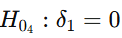 H₀₄ : δ₁ = 0